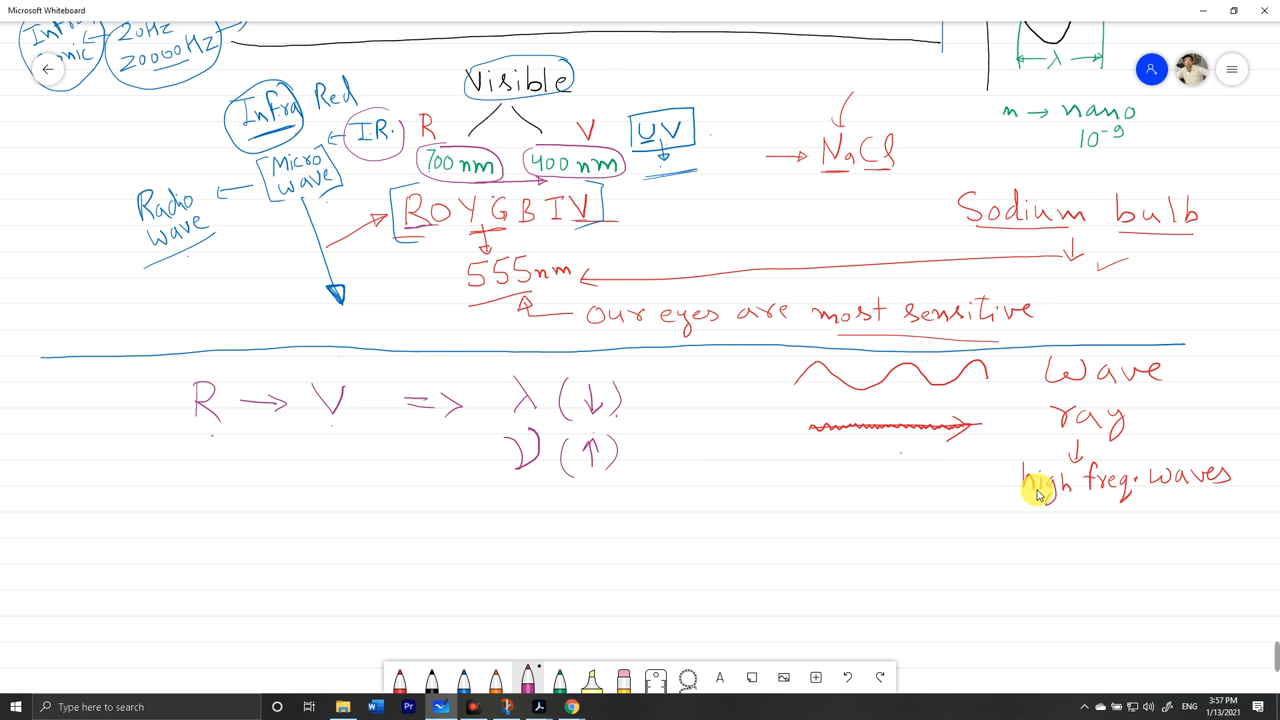 Microsoft Whiteboard
Infra 20Hz
sonic 20000Hz
λ
Visible
Infra Red
n → nano
10⁻⁹
I.R. R V UV
NaCl
Micro
wave
700 nm 400 nm
Radio
wave
R O Y G B I V
Sodium bulb
555nm
Our eyes are most sensitive
R → V => λ (↓)
wave
ray
ν (↑)
high freq. waves
Type here to search
ENG
3:57 PM
1/13/2021